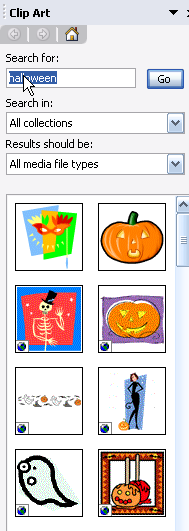 Clip Art
Search for:
halloween
Go
Search in:
All collections
Results should be:
All media file types